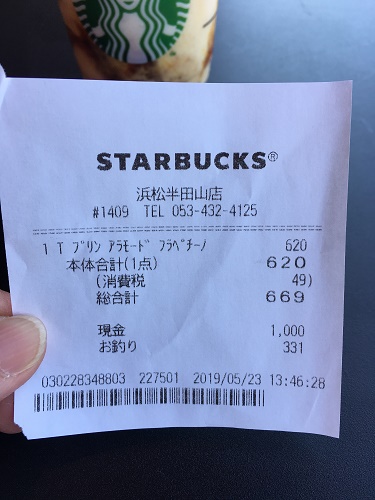 STARBUCKS®
浜松半田山店
#1409 TEL 053-432-4125
1 T プリン アラモード フラペチーノ 620
本体合計(1点) 620
(消費税 49)
総合計 669
現金 1,000
お釣り 331
030228348803 227501 2019/05/23 13:46:28